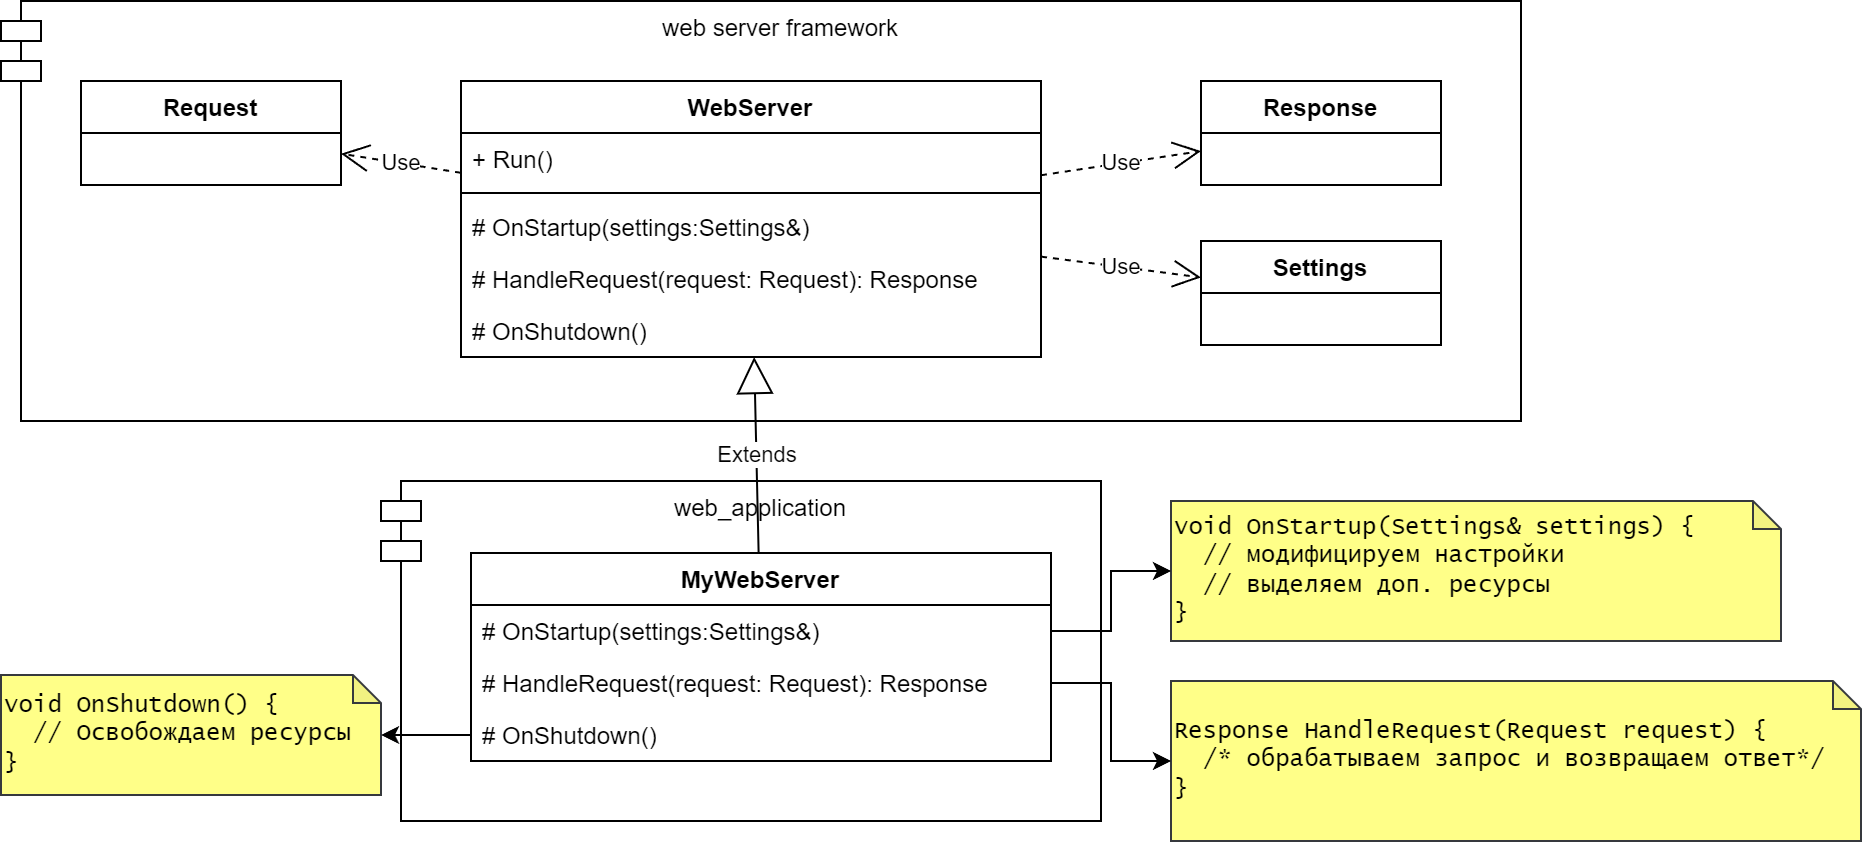 web server framework
Request
WebServer
Response
+ Run()
Use
Use
# OnStartup(settings:Settings&)
# HandleRequest(request: Request): Response
# OnShutdown()
Use
Settings
Extends
web_application
MyWebServer
# OnStartup(settings:Settings&)
# HandleRequest(request: Request): Response
# OnShutdown()
void OnStartup(Settings& settings) {
// модифицируем настройки
// выделяем доп. ресурсы
}
void OnShutdown() {
// Освобождаем ресурсы
}
Response HandleRequest(Request request) {
/* обрабатываем запрос и возвращаем ответ*/
}